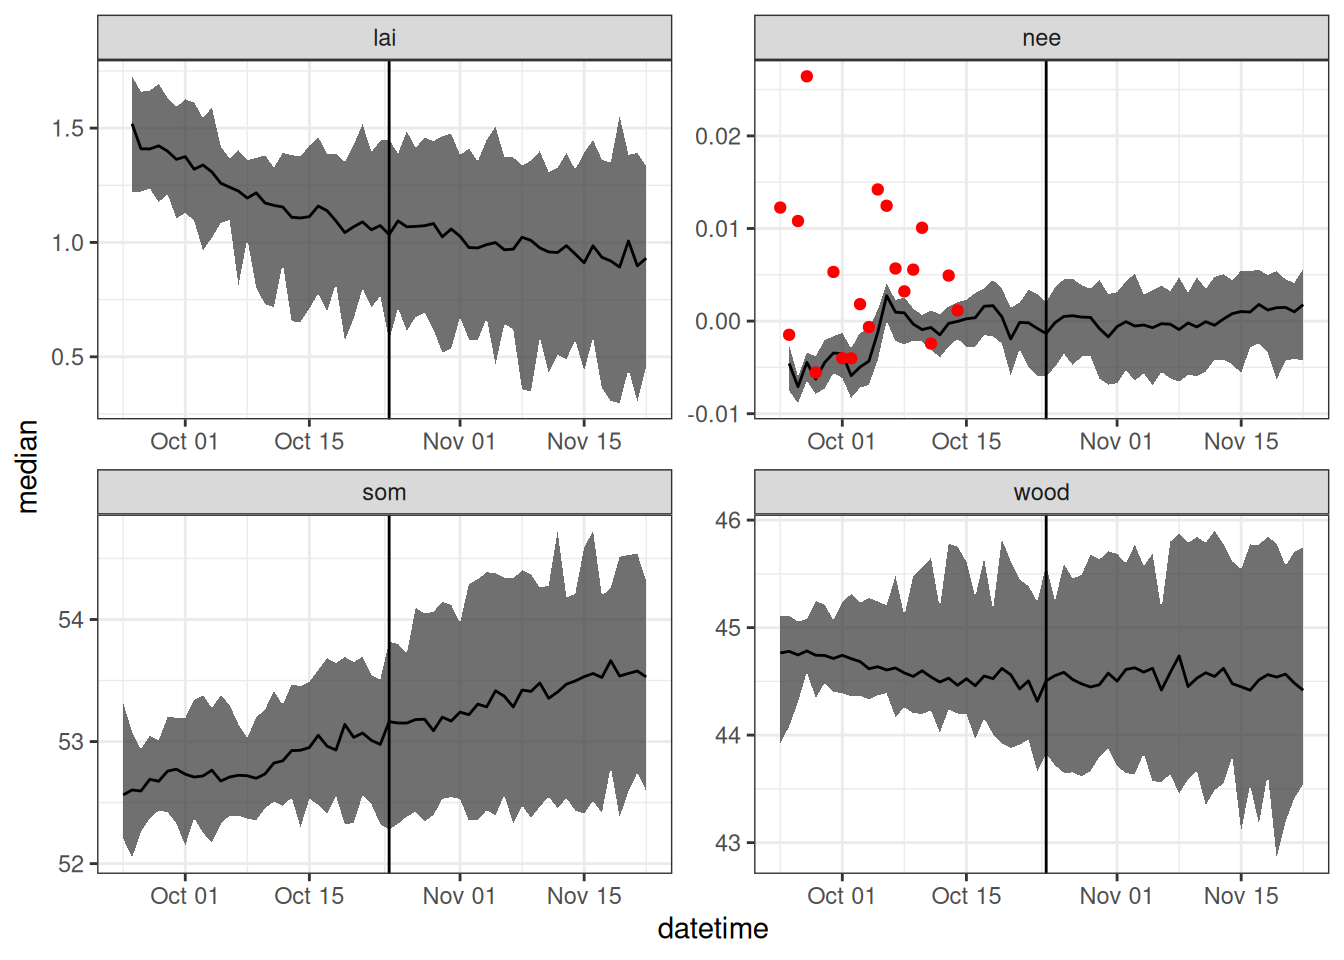 lai
nee
1.5
1.0
0.5
0.02
0.01
0.00
-0.01
Oct 01 Oct 15 Nov 01 Nov 15
Oct 01 Oct 15 Nov 01 Nov 15
median
som
wood
54
53
52
46
45
44
43
Oct 01 Oct 15 Nov 01 Nov 15
Oct 01 Oct 15 Nov 01 Nov 15
datetime